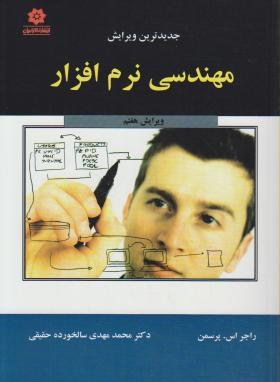 جدیدترین ویرایش
مهندسی نرم افزار
ویرایش هفتم
راجر اس. پرسمن
دکتر محمد مهدی سالخورده حقیقی